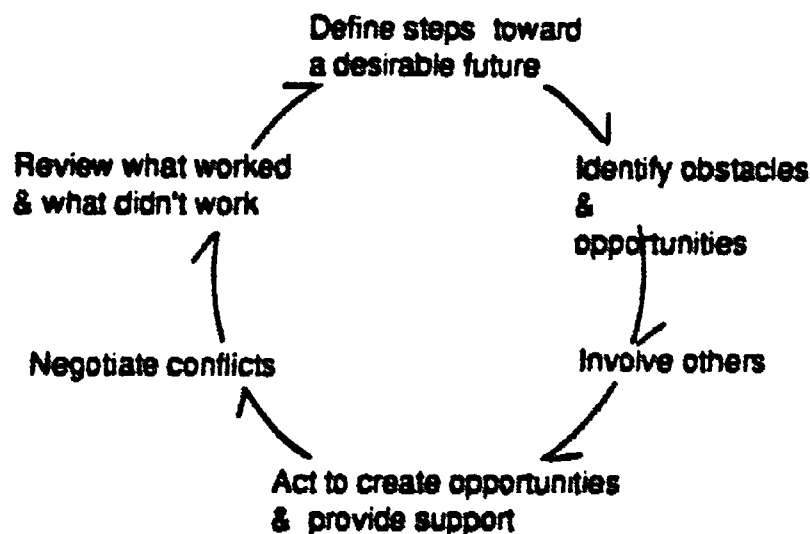 Define steps toward
a desirable future
Identify obstacles
&
opportunities
Involve others
Act to create opportunities
& provide support
Negotiate conflicts
Review what worked
& what didn't work